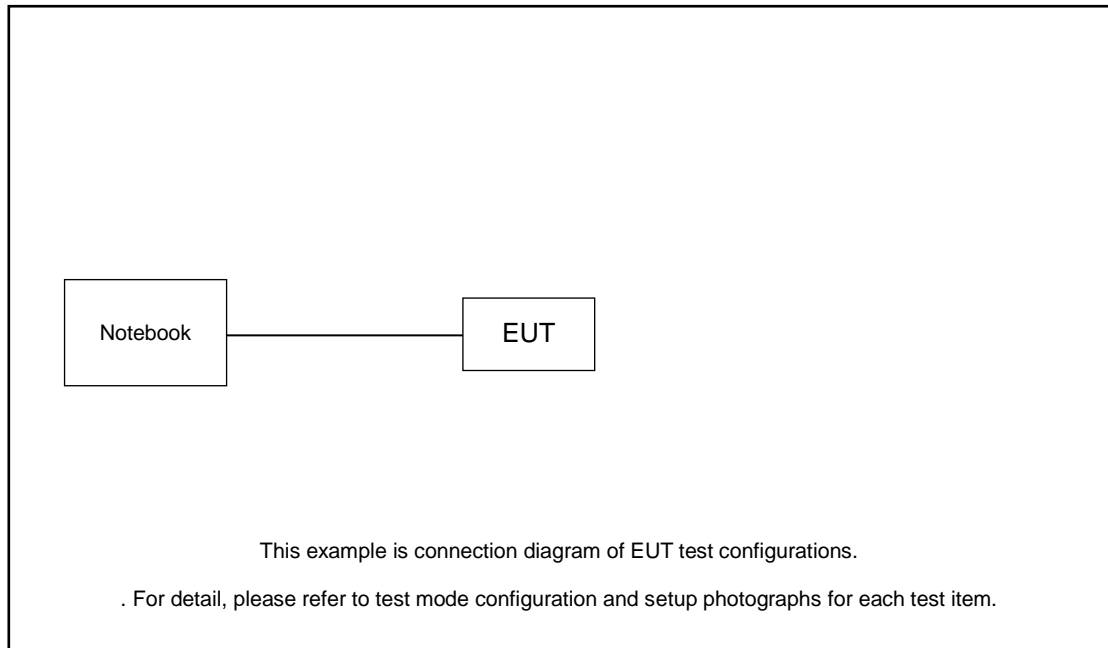 Notebook
EUT
This example is connection diagram of EUT test configurations.
. For detail, please refer to test mode configuration and setup photographs for each test item.